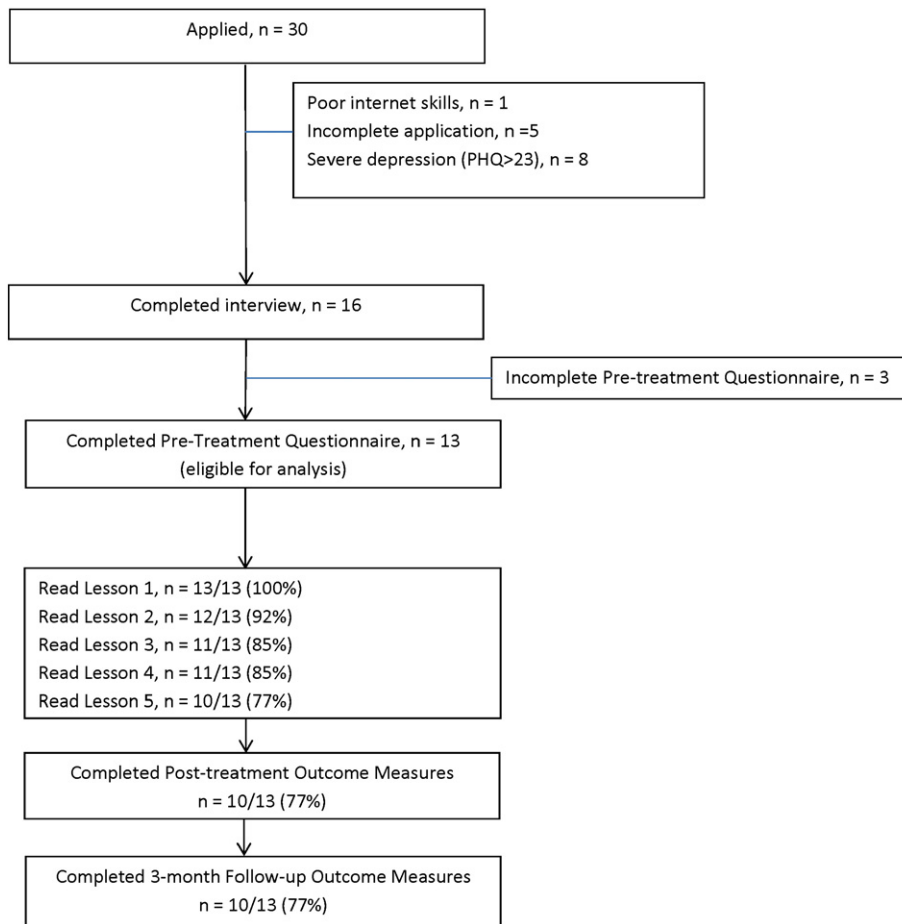 Applied, n = 30
Poor internet skills, n = 1
Incomplete application, n =5
Severe depression (PHQ>23), n = 8
Completed interview, n = 16
Incomplete Pre-treatment Questionnaire, n = 3
Completed Pre-Treatment Questionnaire, n = 13
(eligible for analysis)
Read Lesson 1, n = 13/13 (100%)
Read Lesson 2, n = 12/13 (92%)
Read Lesson 3, n = 11/13 (85%)
Read Lesson 4, n = 11/13 (85%)
Read Lesson 5, n = 10/13 (77%)
Completed Post-treatment Outcome Measures
n = 10/13 (77%)
Completed 3-month Follow-up Outcome Measures
n = 10/13 (77%)